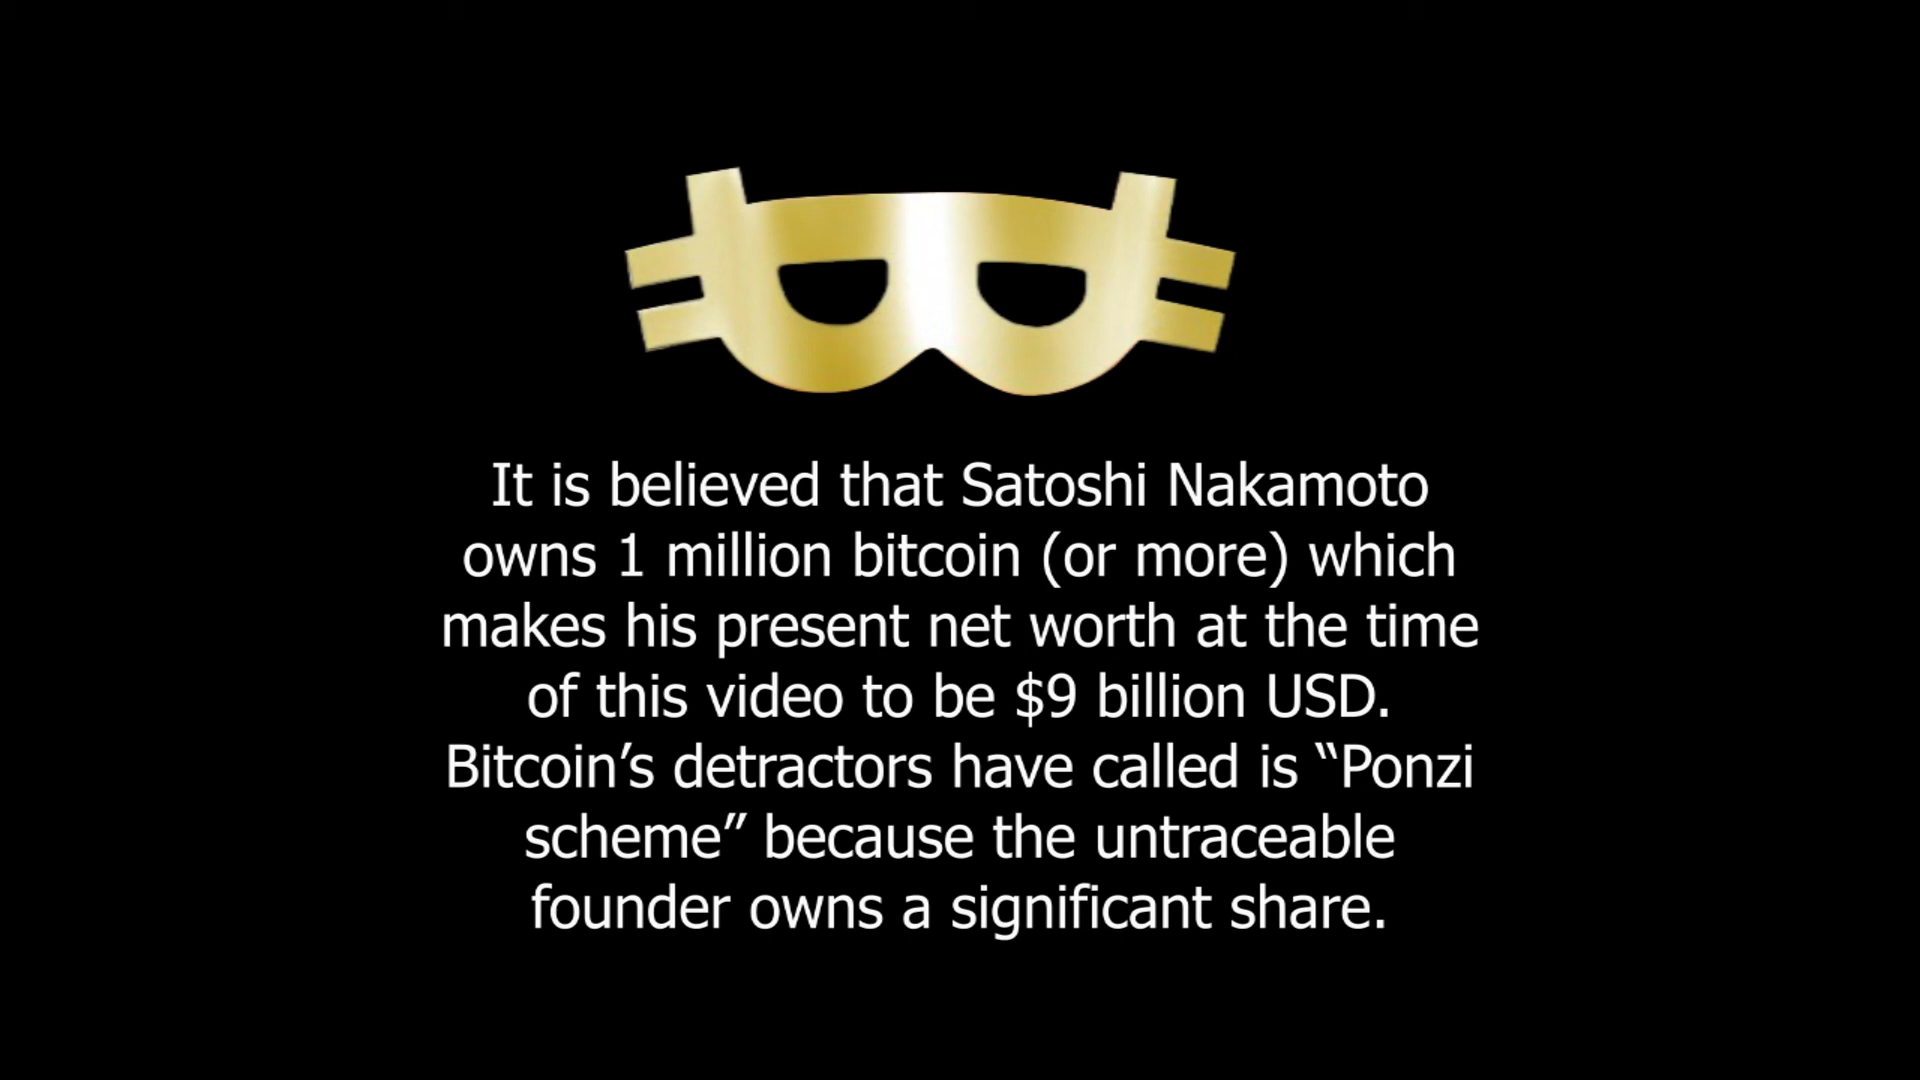 It is believed that Satoshi Nakamoto
owns 1 million bitcoin (or more) which
makes his present net worth at the time
of this video to be $9 billion USD.
Bitcoin’s detractors have called is “Ponzi
scheme” because the untraceable
founder owns a significant share.